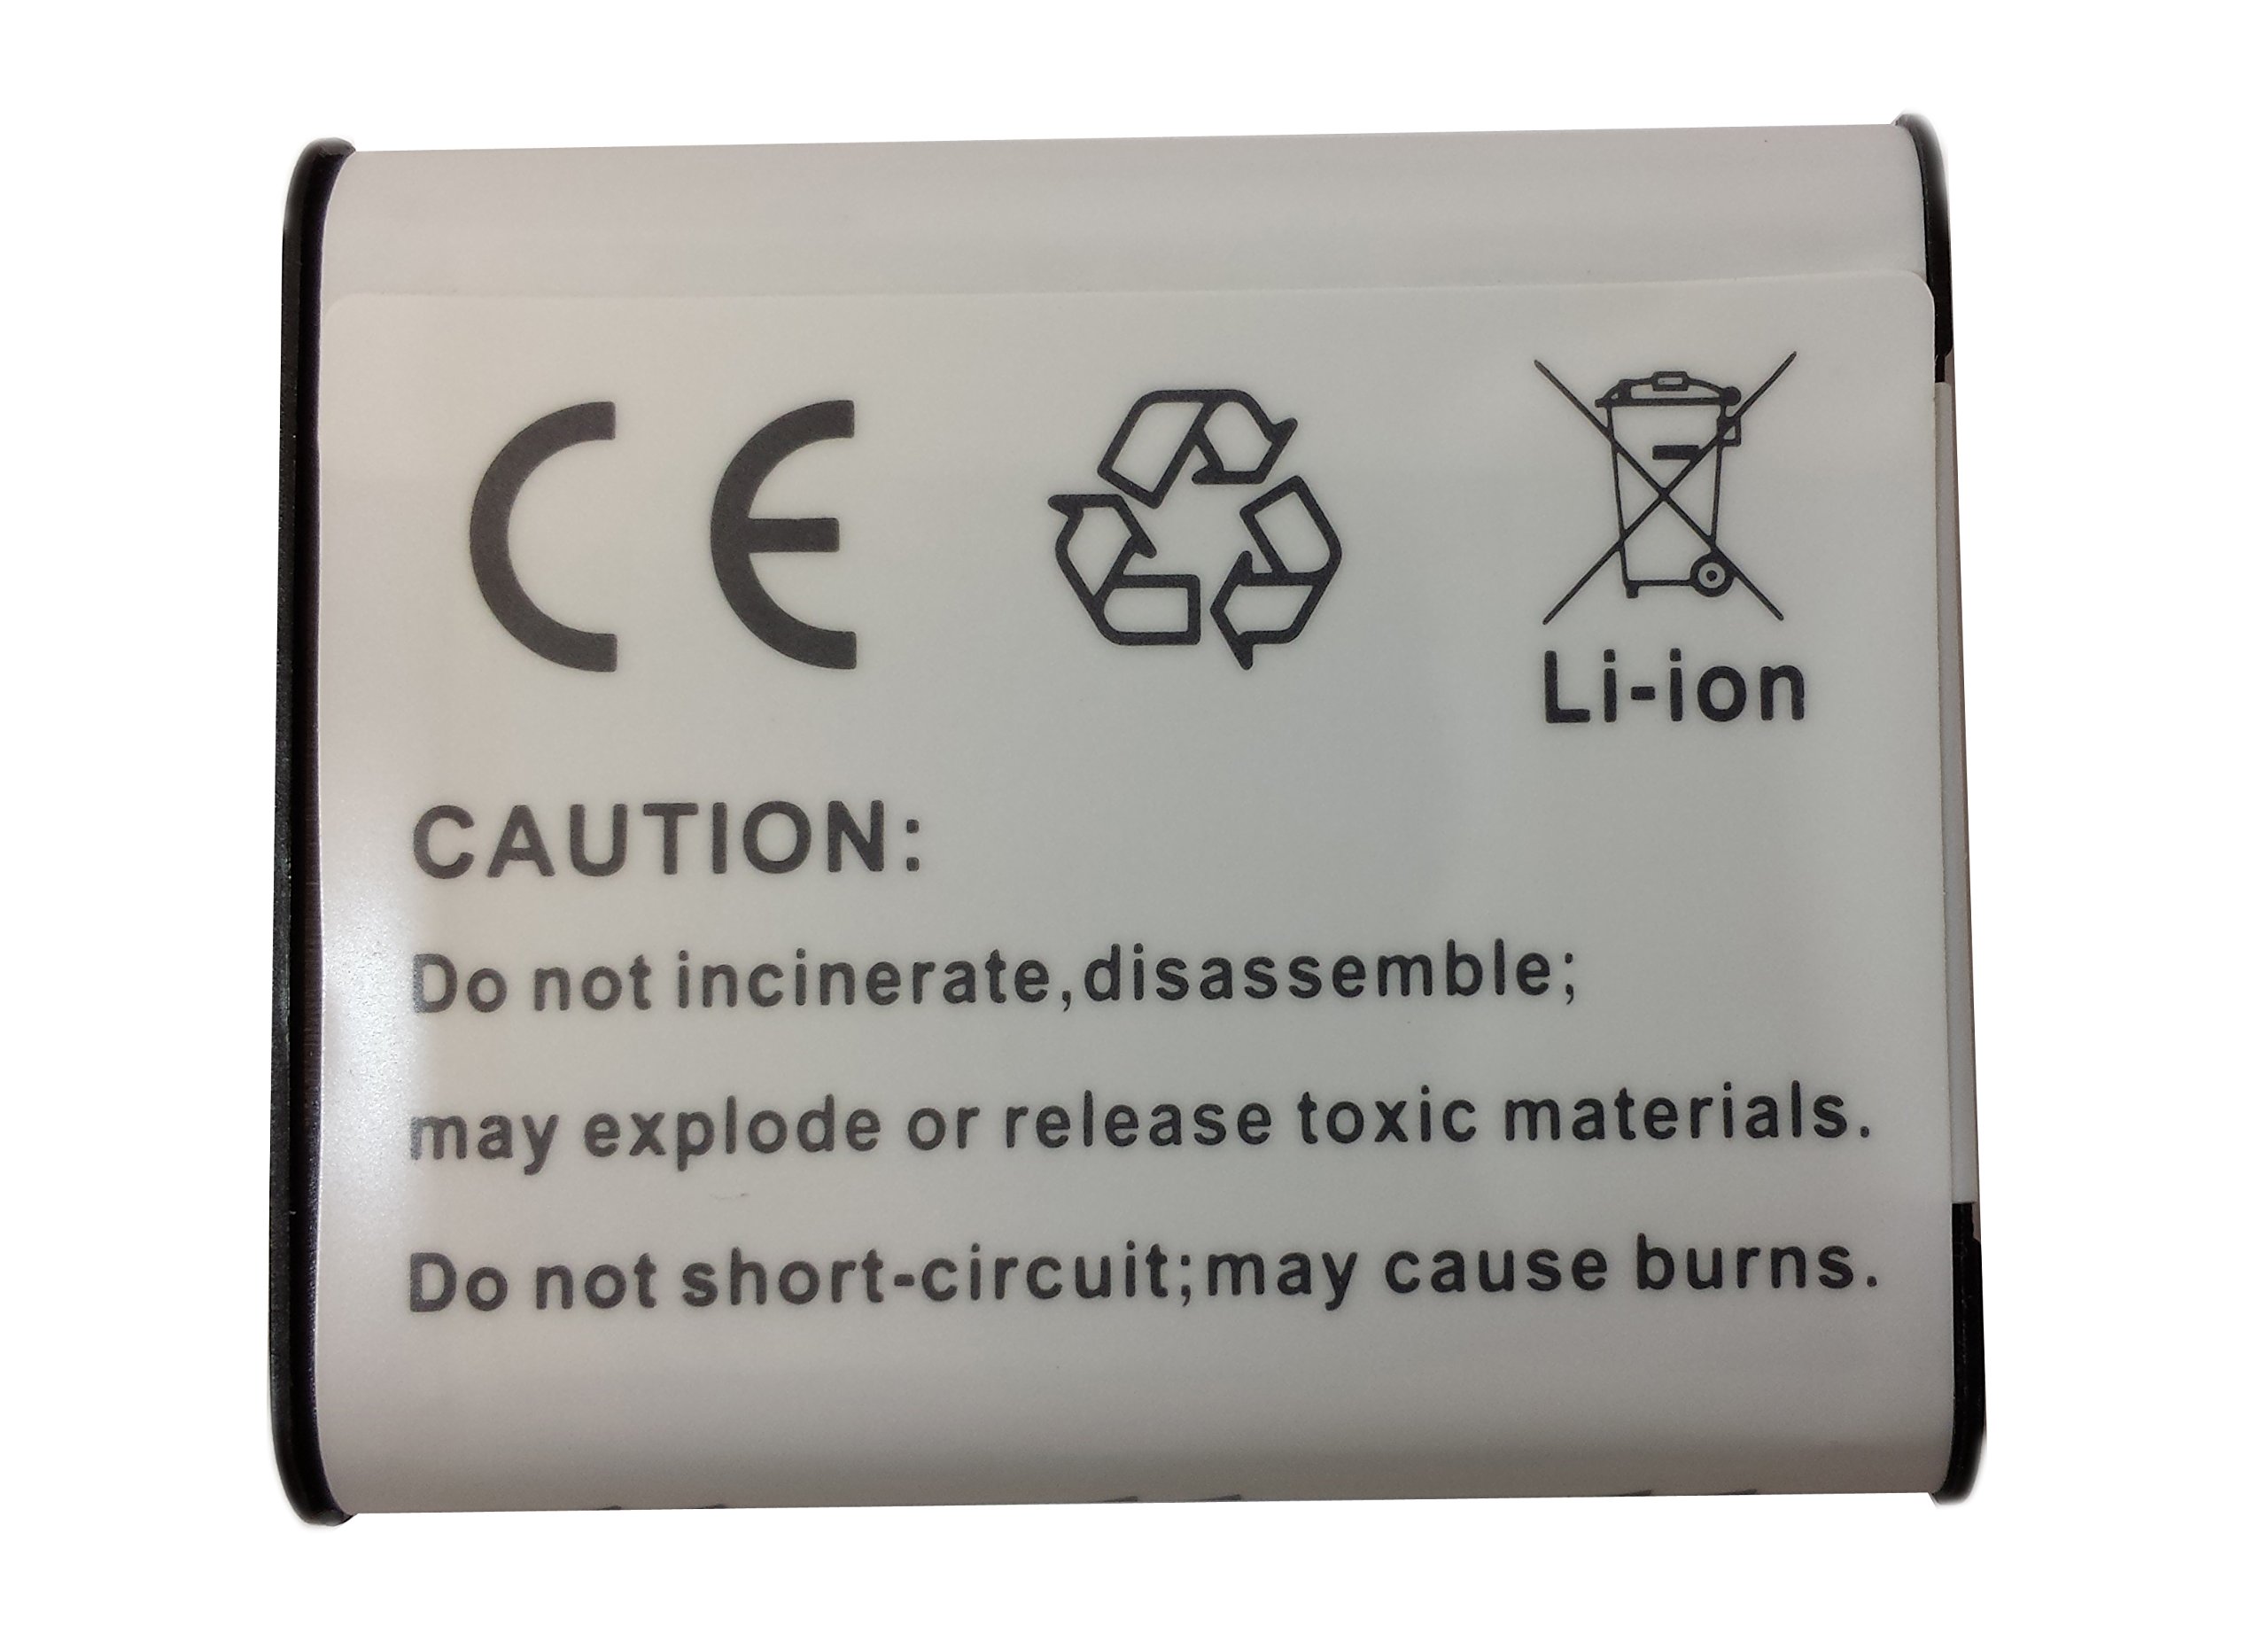 CE
Li-ion
CAUTION:
Do not incinerate,disassemble;
may explode or release toxic materials.
Do not short-circuit;may cause burns.